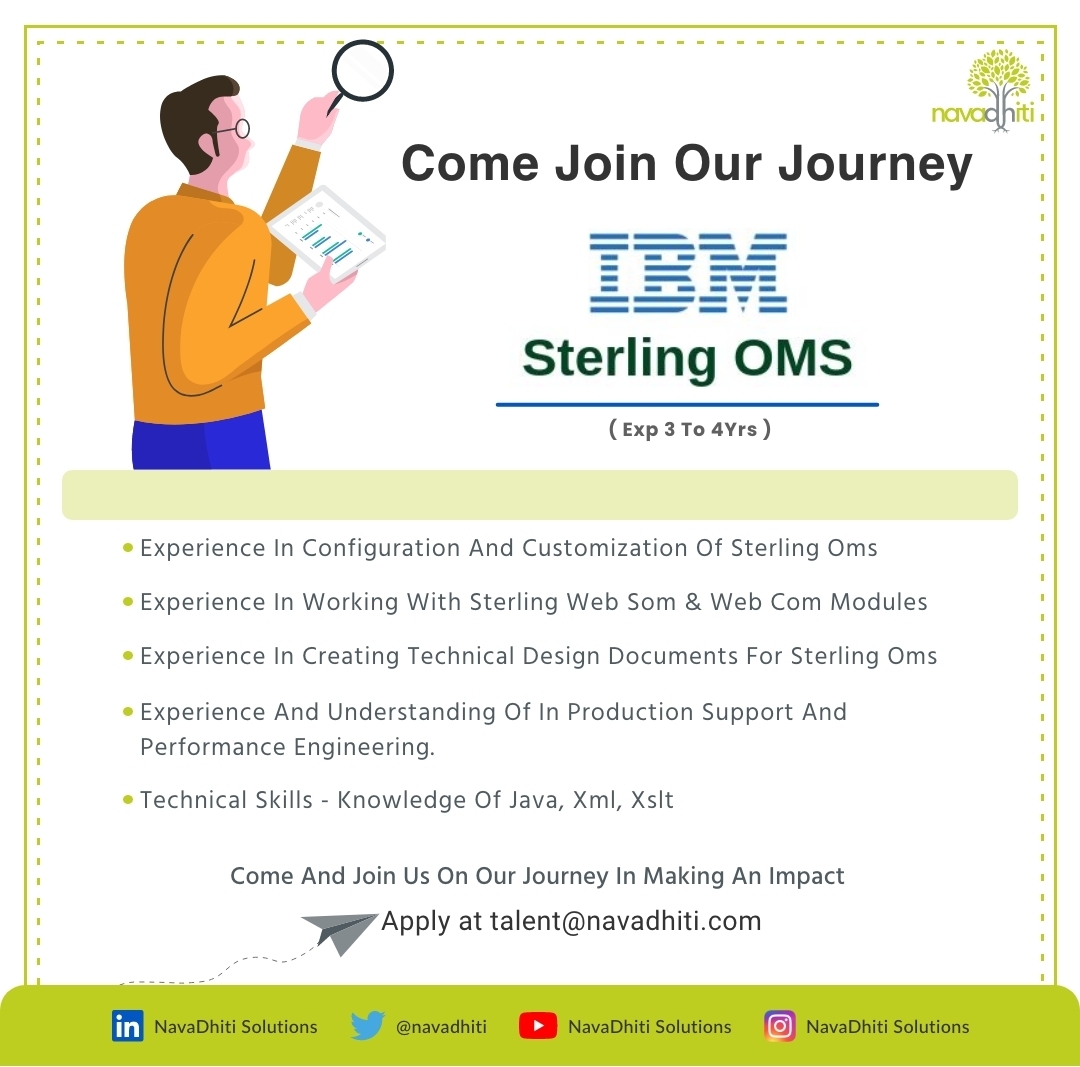 navadhiti
Come Join Our Journey
IBM
Sterling OMS
( Exp 3 To 4Yrs )
Experience In Configuration And Customization Of Sterling Oms
Experience In Working With Sterling Web Som & Web Com Modules
Experience In Creating Technical Design Documents For Sterling Oms
Experience And Understanding Of In Production Support And
Performance Engineering.
Technical Skills - Knowledge Of Java, Xml, Xslt
Come And Join Us On Our Journey In Making An Impact
Apply at talent@navadhiti.com
in NavaDhiti Solutions @navadhiti NavaDhiti Solutions NavaDhiti Solutions